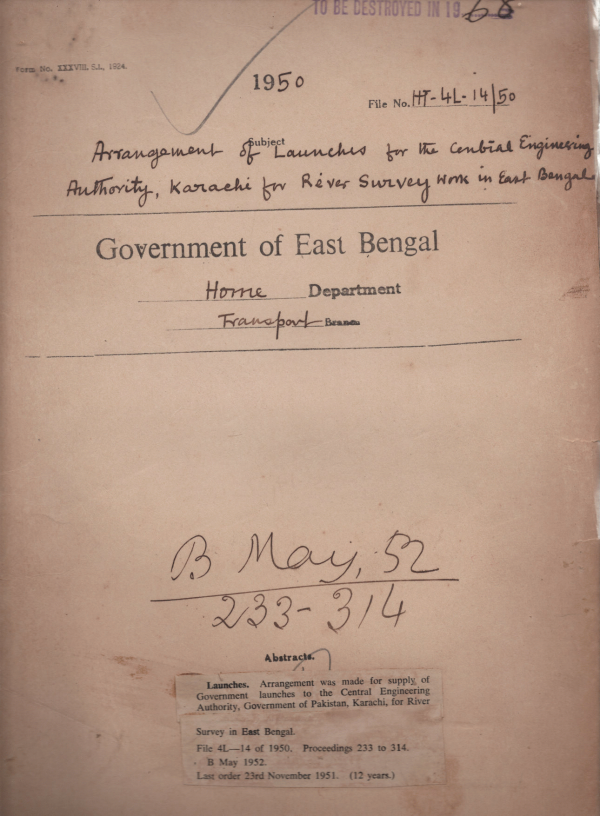 TO BE DESTROYED IN 19 68
Form No. XXXVIII S.L. 1924.
1950
File No. HT-4L-14/50
Subject
Arrangement of Launches for the Central Engineering
Authority, Karachi for River Survey work in East Bengal.
Government of East Bengal
Home Department
Transport Branch
B May, 52
233-314
Abstracts.
Launches. Arrangement was made for supply of
Government launches to the Central Engineering
Authority, Government of Pakistan, Karachi, for River
Survey in East Bengal.
File 4L—14 of 1950. Proceedings 233 to 314.
B May 1952.
Last order 23rd November 1951. (12 years.)